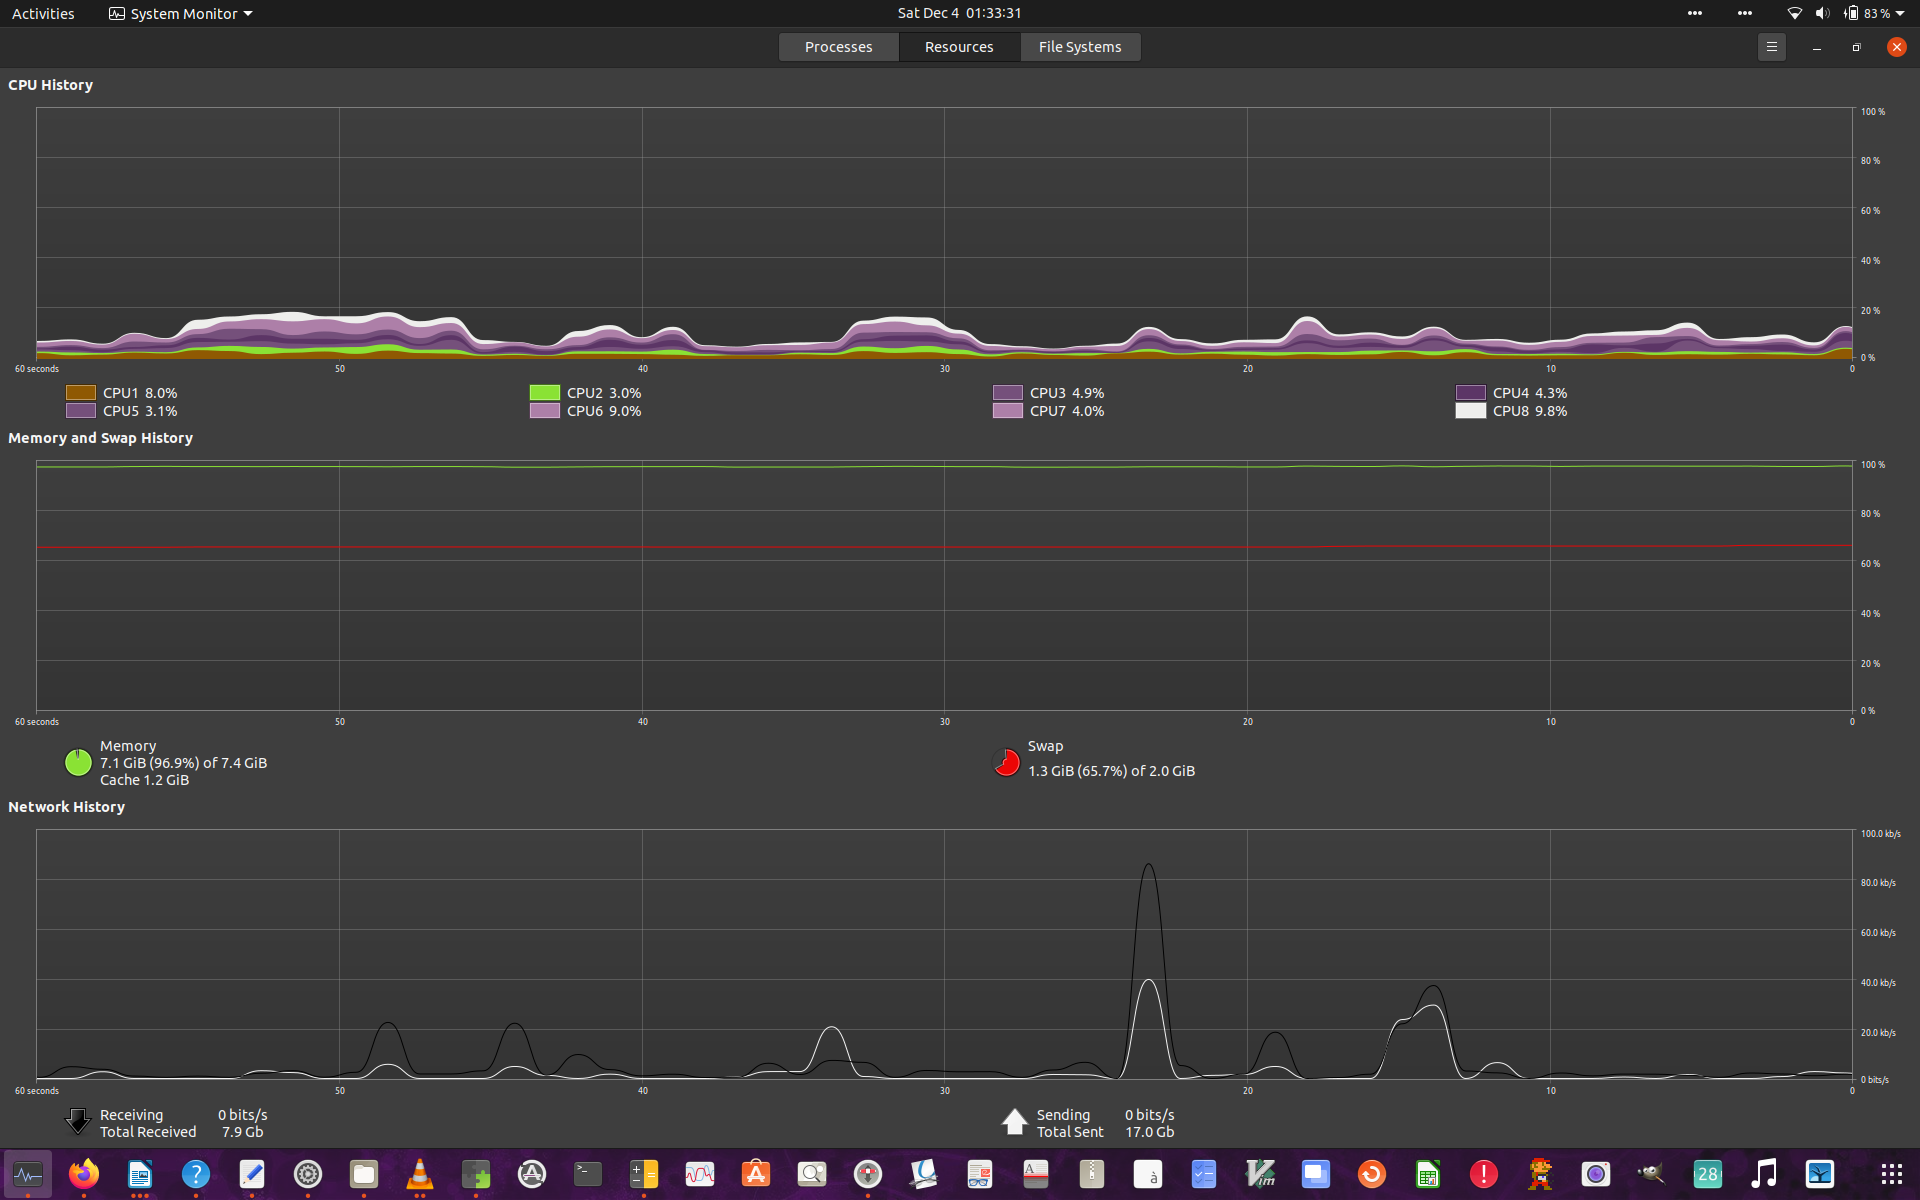 Activities System Monitor Sat Dec 4 01:33:31 83 %
Processes Resources File Systems
CPU History
100 %
80 %
60 %
40 %
20 %
0 %
60 seconds 50 40 30 20 10 0
CPU1 8.0% CPU2 3.0% CPU3 4.9% CPU4 4.3%
CPU5 3.1% CPU6 9.0% CPU7 4.0% CPU8 9.8%
Memory and Swap History
100 %
80 %
60 %
40 %
20 %
0 %
60 seconds 50 40 30 20 10 0
Memory
7.1 GiB (96.9%) of 7.4 GiB
Cache 1.2 GiB
Swap
1.3 GiB (65.7%) of 2.0 GiB
Network History
100.0 kb/s
80.0 kb/s
60.0 kb/s
40.0 kb/s
20.0 kb/s
0 bits/s
60 seconds 50 40 30 20 10 0
Receiving 0 bits/s
Total Received 7.9 Gb
Sending 0 bits/s
Total Sent 17.0 Gb
? >_ A à Vim ! 28